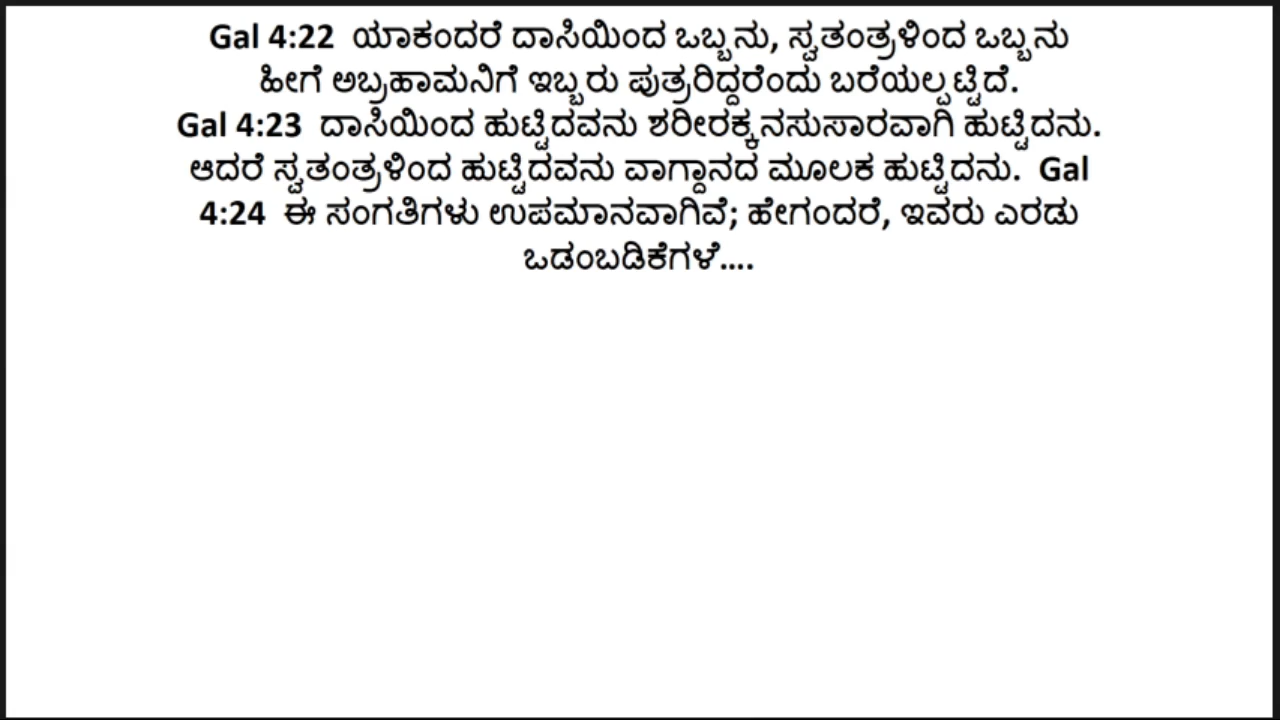 Gal 4:22 ಯಾಕಂದರೆ ದಾಸಿಯಿಂದ ಒಬ್ಬನು, ಸ್ವತಂತ್ರಳಿಂದ ಒಬ್ಬನು
ಹೀಗೆ ಅಬ್ರಹಾಮನಿಗೆ ಇಬ್ಬರು ಪುತ್ರರಿದ್ದರೆಂದು ಬರೆಯಲ್ಪಟ್ಟಿದೆ.
Gal 4:23 ದಾಸಿಯಿಂದ ಹುಟ್ಟಿದವನು ಶರೀರಕ್ಕನಸುಸಾರವಾಗಿ ಹುಟ್ಟಿದನು.
ಆದರೆ ಸ್ವತಂತ್ರಳಿಂದ ಹುಟ್ಟಿದವನು ವಾಗ್ದಾನದ ಮೂಲಕ ಹುಟ್ಟಿದನು. Gal
4:24 ಈ ಸಂಗತಿಗಳು ಉಪಮಾನವಾಗಿವೆ; ಹೇಗಂದರೆ, ಇವರು ಎರಡು
ಒಡಂಬಡಿಕೆಗಳೆ....